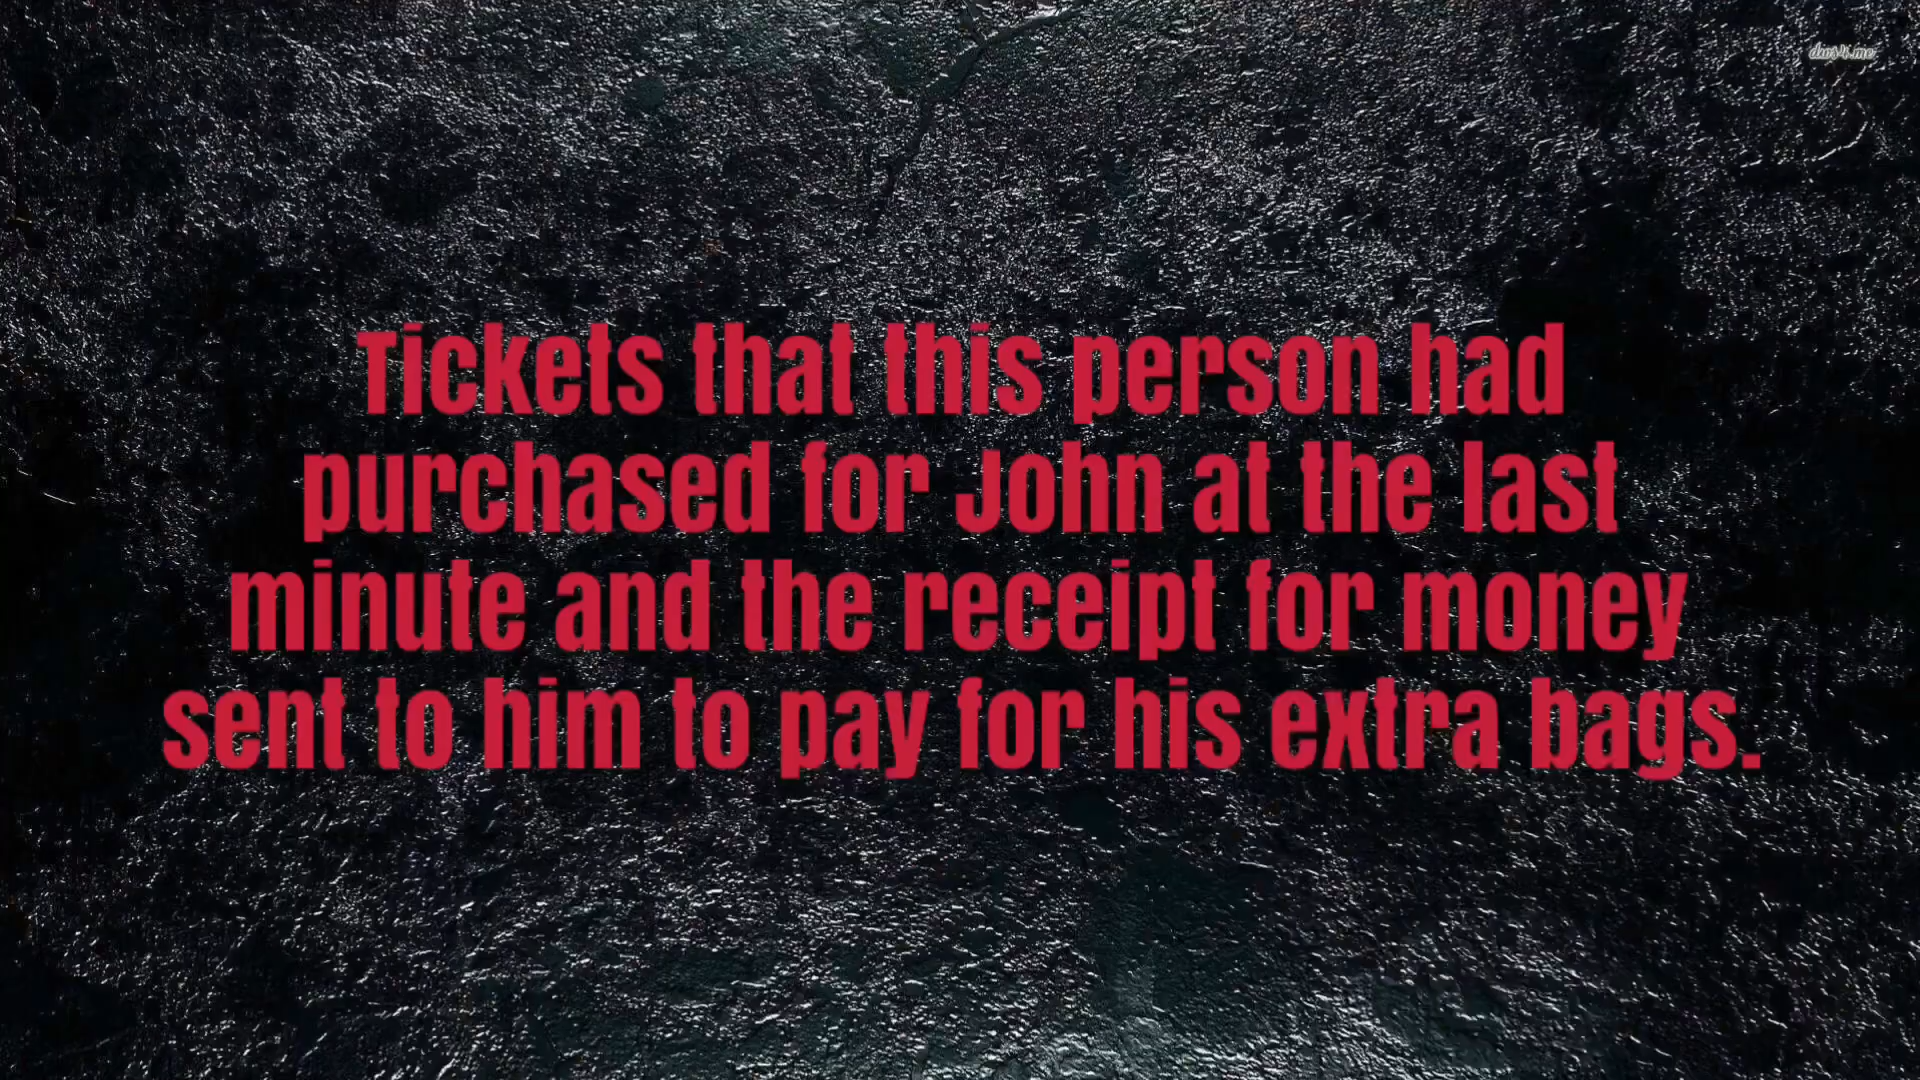 Tickets that this person had
purchased for John at the last
minute and the receipt for money
sent to him to pay for his extra bags.